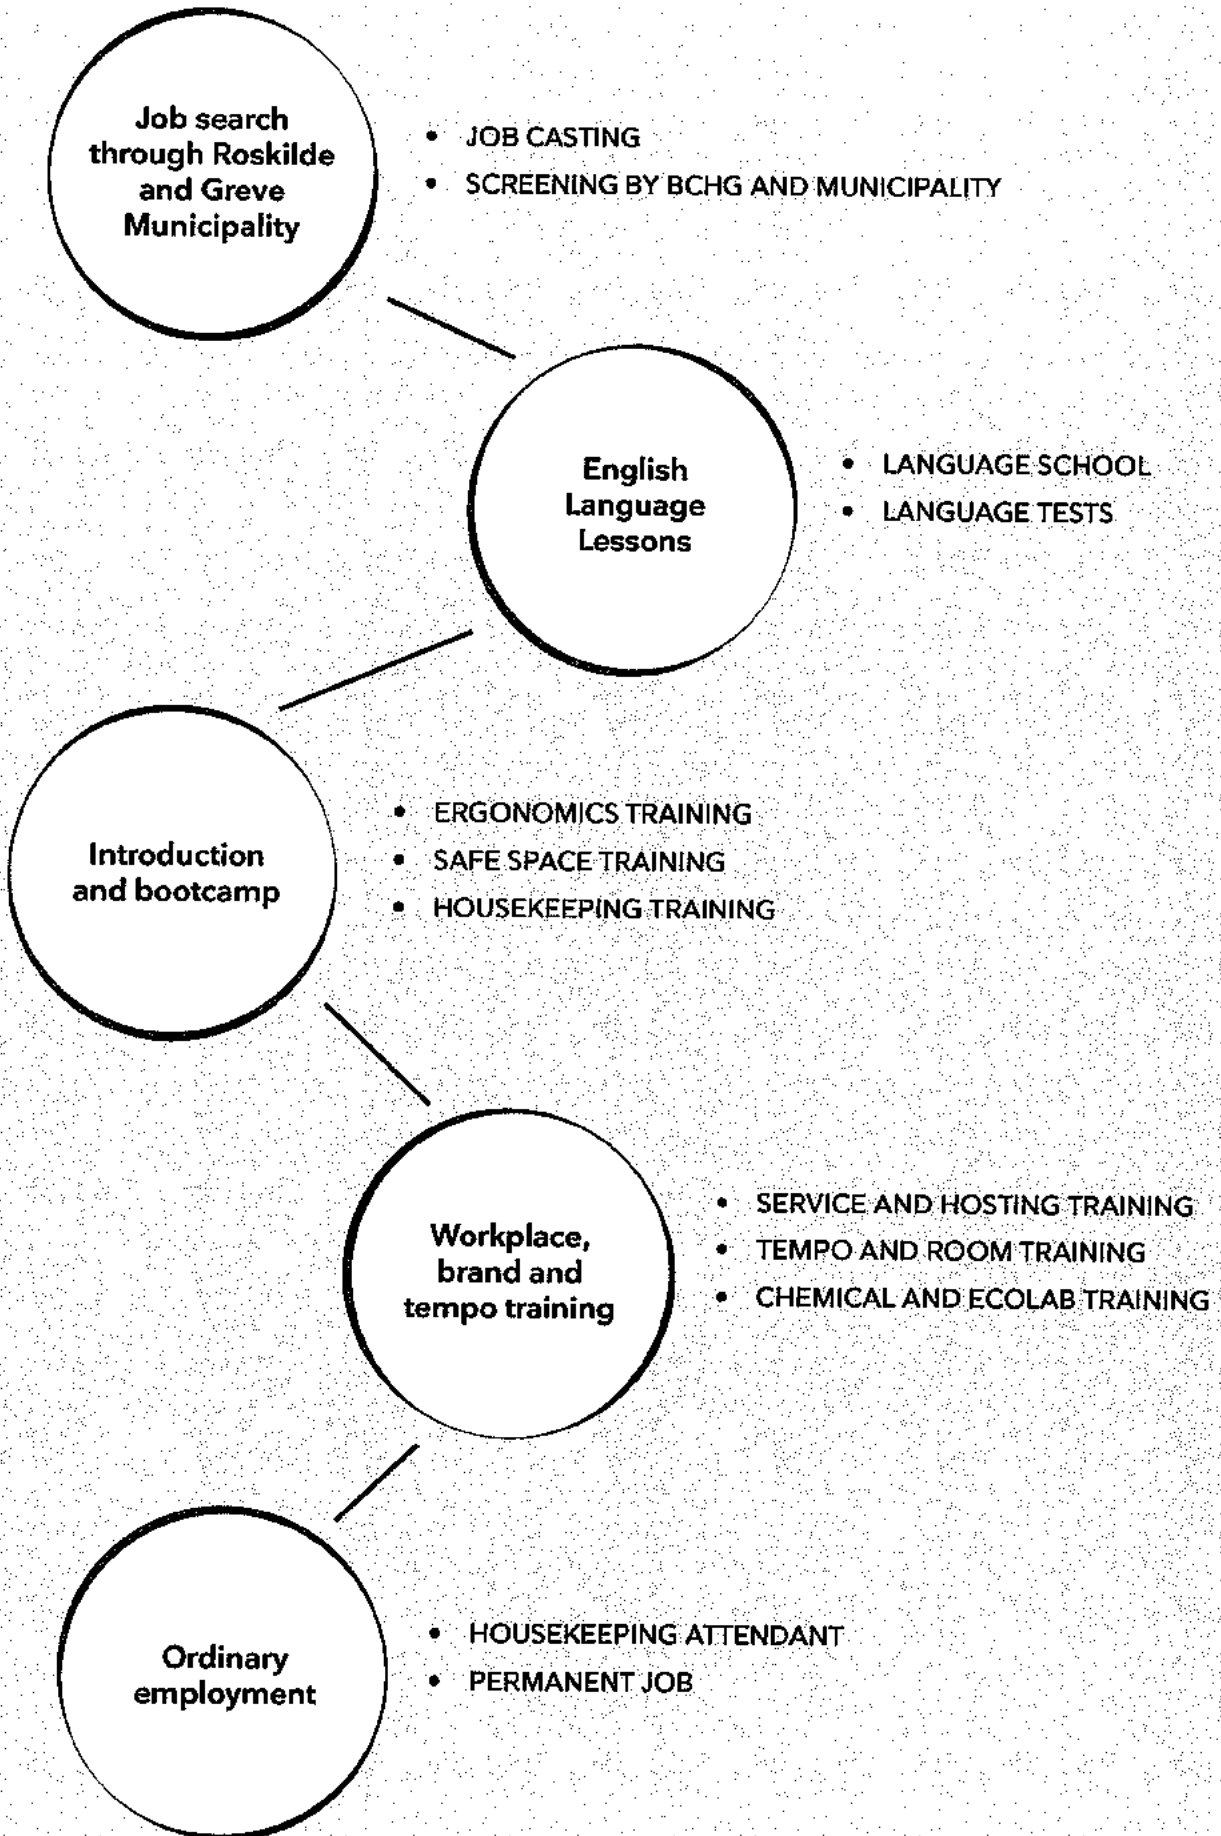 Job search
through Roskilde
and Greve
Municipality
• JOB CASTING
• SCREENING BY BCHG AND MUNICIPALITY
English
Language
Lessons
• LANGUAGE SCHOOL
• LANGUAGE TESTS
Introduction
and bootcamp
• ERGONOMICS TRAINING
• SAFE SPACE TRAINING
• HOUSEKEEPING TRAINING
Workplace,
brand and
tempo training
• SERVICE AND HOSTING TRAINING
• TEMPO AND ROOM TRAINING
• CHEMICAL AND ECOLAB TRAINING
Ordinary
employment
• HOUSEKEEPING ATTENDANT
• PERMANENT JOB